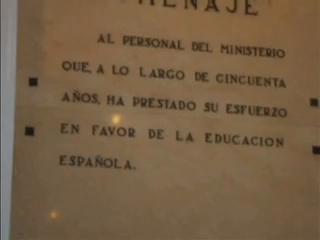 MENAJE
AL PERSONAL DEL MINISTERIO
QUE, A LO LARGO DE CINCUENTA
AÑOS, HA PRESTADO SU ESFUERZO
EN FAVOR DE LA EDUCACION
ESPAÑOLA.